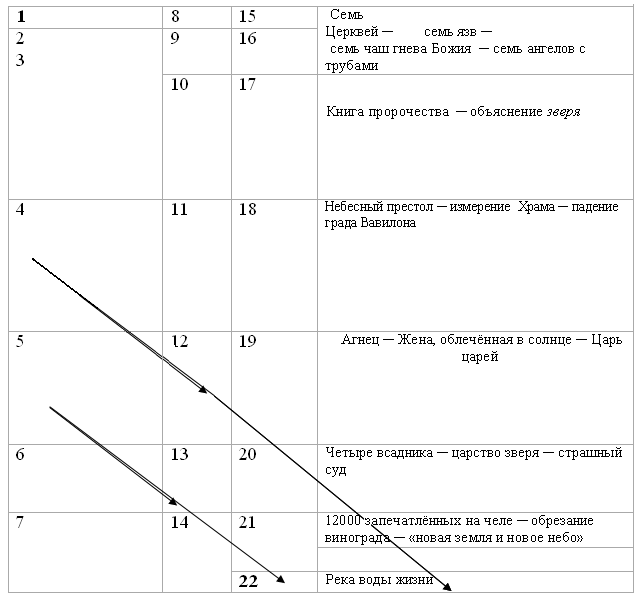 1 8 15 Семь
2 9 16 Церквей — семь язв —
3 семь чаш гнева Божия — семь ангелов с
трубами
10 17
Книга пророчества — объяснение зверя
4 11 18 Небесный престол — измерение Храма — падение
града Вавилона
5 12 19 Агнец — Жена, облечённая в солнце — Царь
царей
6 13 20 Четыре всадника — царство зверя — страшный
суд
7 14 21 12000 запечатлённых на челе — обрезание
винограда — «новая земля и новое небо»
22 Река воды жизни